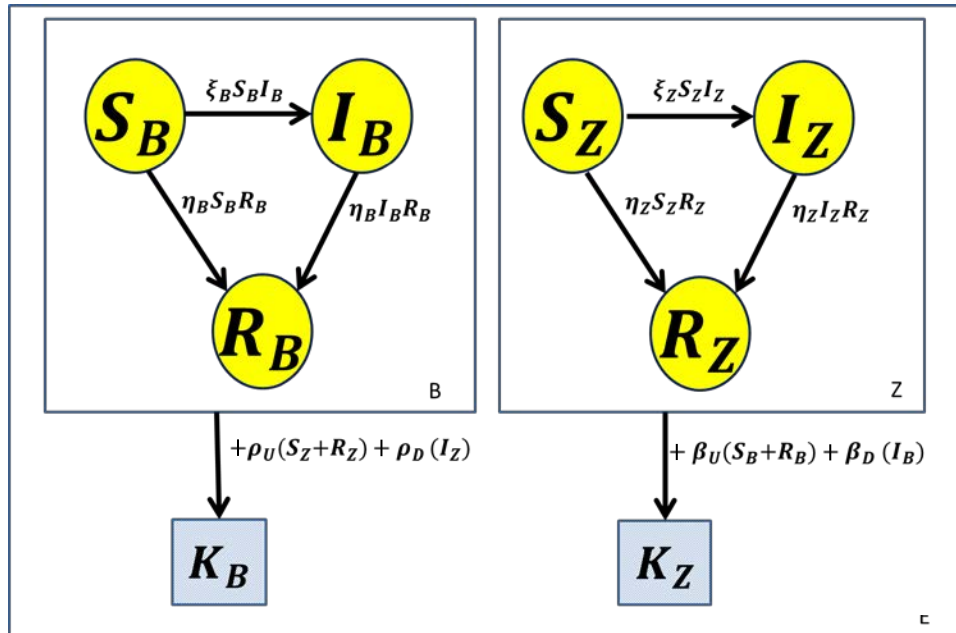 ξ_B S_B I_B
ξ_Z S_Z I_Z
S_B
I_B
S_Z
I_Z
η_B S_B R_B
η_B I_B R_B
η_Z S_Z R_Z
η_Z I_Z R_Z
R_B
R_Z
B
Z
+ρ_U(S_Z+R_Z) + ρ_D (I_Z)
+ β_U(S_B+R_B) + β_D (I_B)
K_B
K_Z